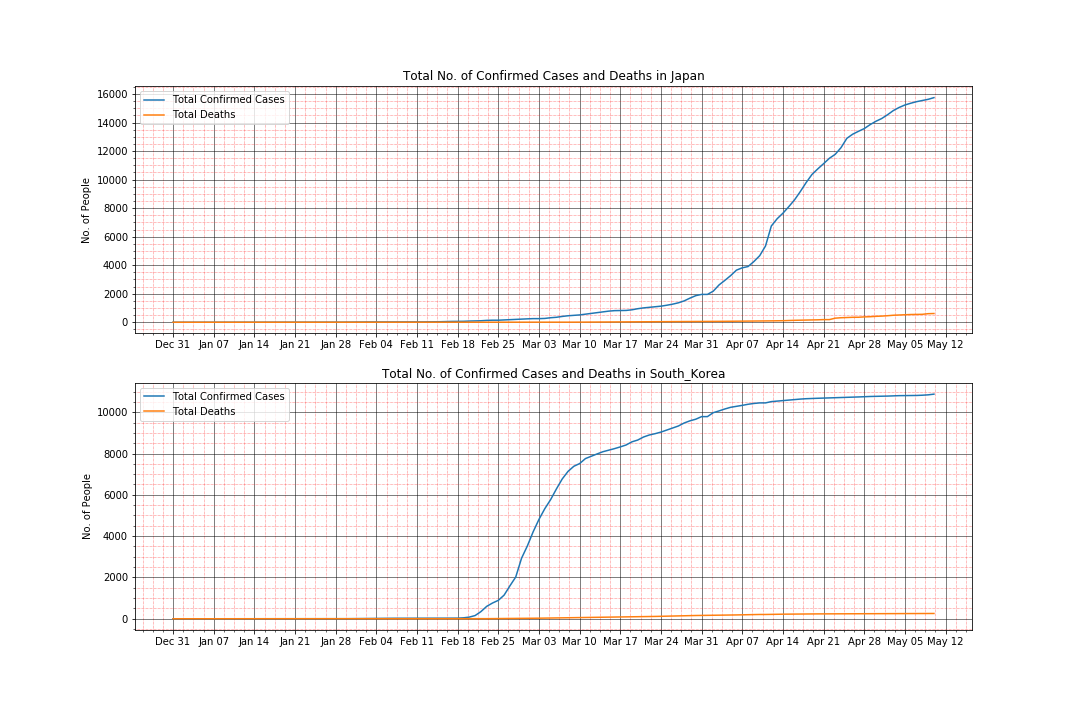 Total No. of Confirmed Cases and Deaths in Japan
Total Confirmed Cases
Total Deaths
No. of People
16000
14000
12000
10000
8000
6000
4000
2000
0
Dec 31 Jan 07 Jan 14 Jan 21 Jan 28 Feb 04 Feb 11 Feb 18 Feb 25 Mar 03 Mar 10 Mar 17 Mar 24 Mar 31 Apr 07 Apr 14 Apr 21 Apr 28 May 05 May 12
Total No. of Confirmed Cases and Deaths in South_Korea
Total Confirmed Cases
Total Deaths
No. of People
10000
8000
6000
4000
2000
0
Dec 31 Jan 07 Jan 14 Jan 21 Jan 28 Feb 04 Feb 11 Feb 18 Feb 25 Mar 03 Mar 10 Mar 17 Mar 24 Mar 31 Apr 07 Apr 14 Apr 21 Apr 28 May 05 May 12